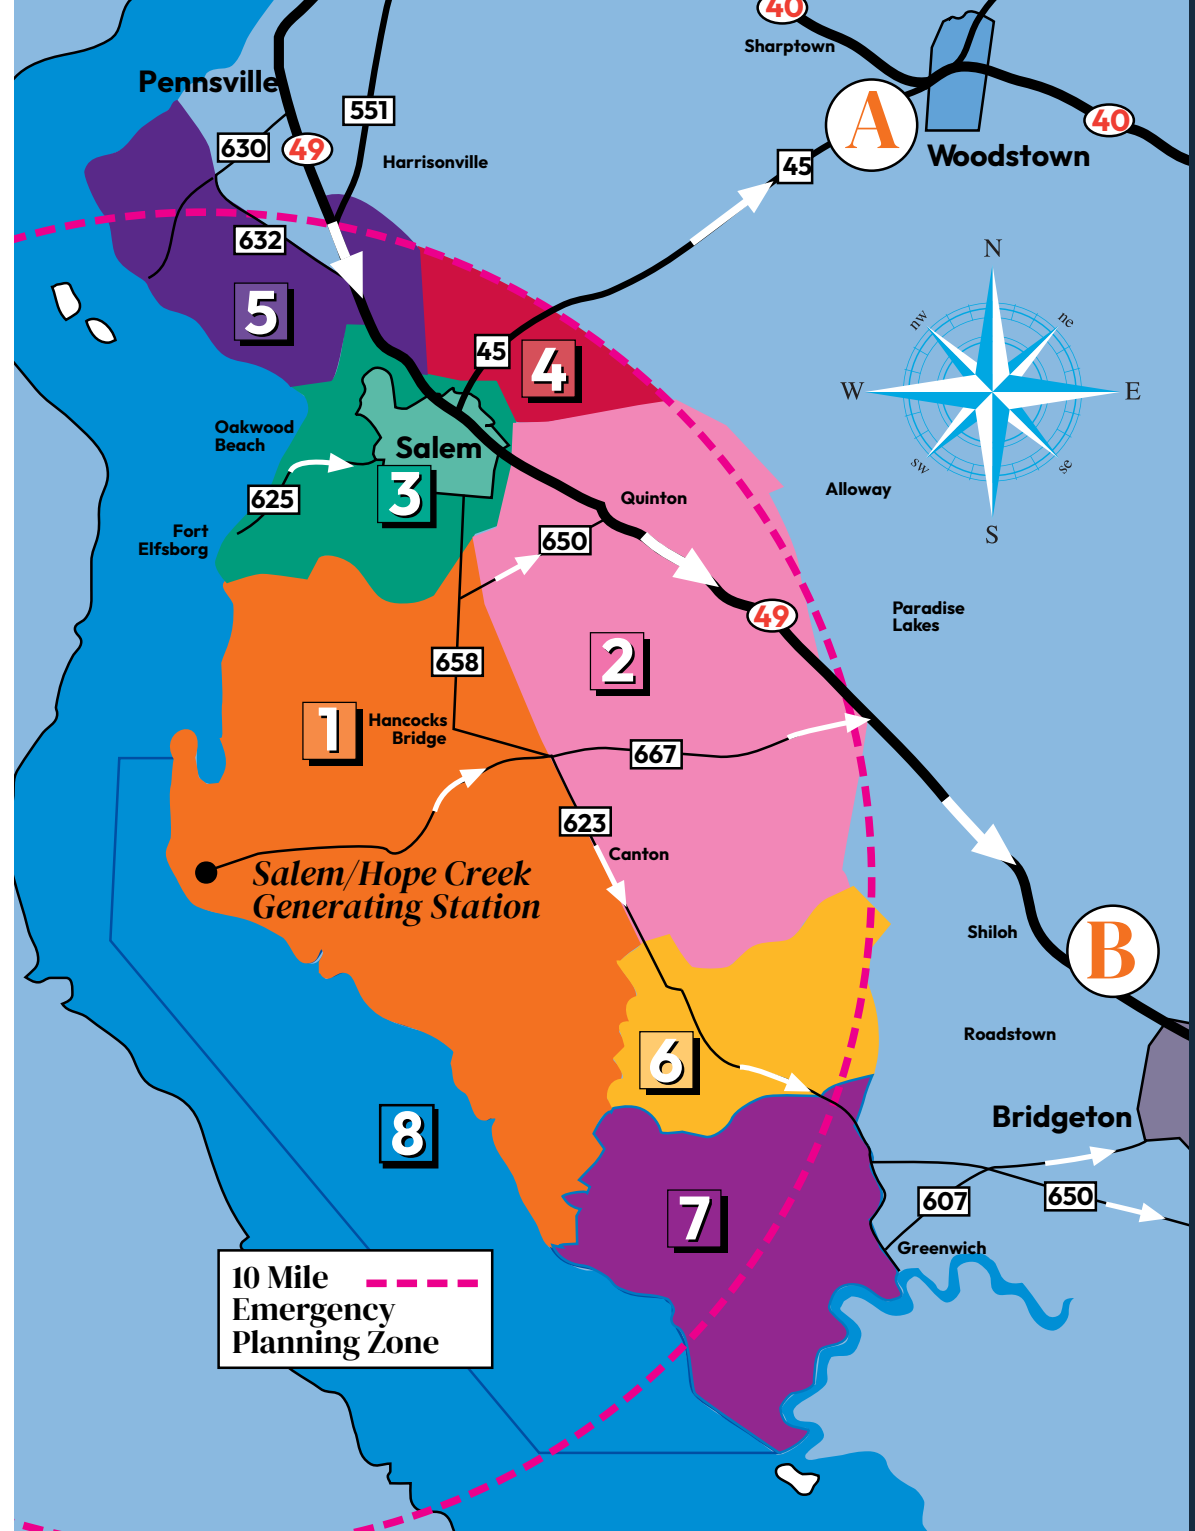 40
Sharptown
Pennsville
551
A
40
630
49
Harrisonville
Woodstown
45
632
N
nw
ne
5
45
4
W
E
Oakwood
Beach
Salem
sw
se
3
Quinton
Alloway
625
S
Fort
Elfsborg
650
Paradise
Lakes
49
658
2
1
Hancocks
Bridge
667
623
Canton
Salem/Hope Creek
Generating Station
Shiloh
B
Roadstown
6
Bridgeton
8
607
650
7
Greenwich
10 Mile
Emergency
Planning Zone